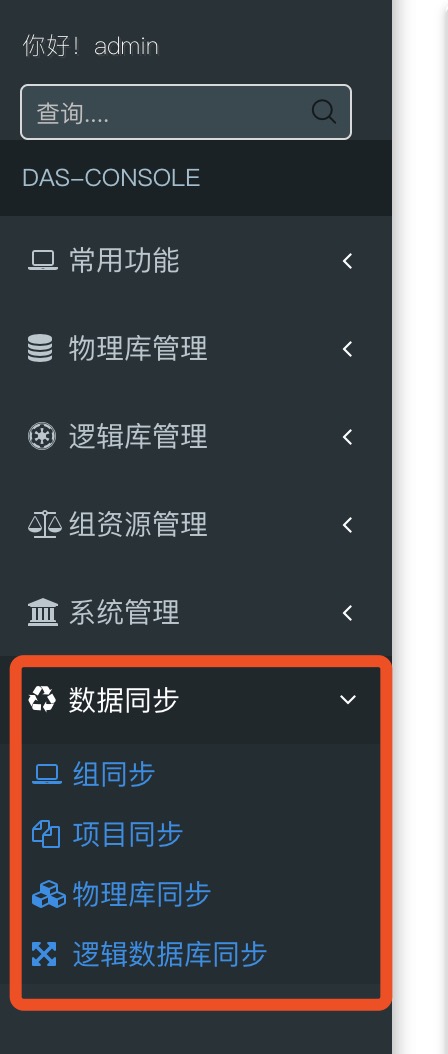 你好！admin
查询....
DAS-CONSOLE
常用功能
物理库管理
逻辑库管理
组资源管理
系统管理
数据同步
组同步
项目同步
物理库同步
逻辑数据库同步